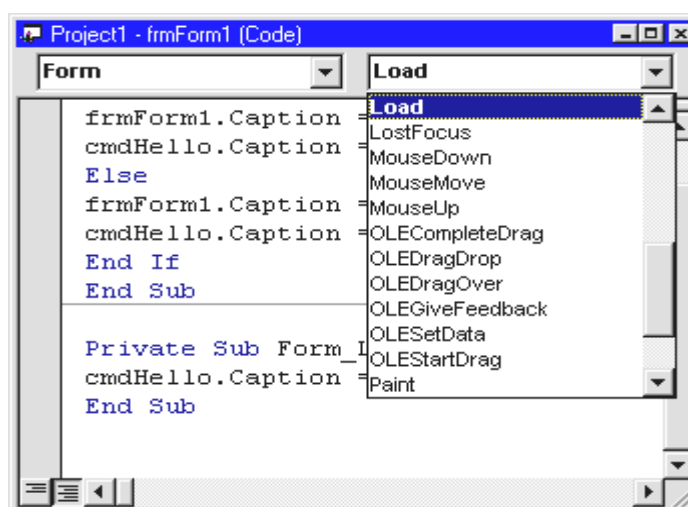 Project1 - frmForm1 (Code)
Form
Load
frmForm1.Caption =
cmdHello.Caption =
Else
frmForm1.Caption =
cmdHello.Caption =
End If
End Sub
Private Sub Form_L
cmdHello.Caption =
End Sub
Load
LostFocus
MouseDown
MouseMove
MouseUp
OLECompleteDrag
OLEDragDrop
OLEDragOver
OLEGiveFeedback
OLESetData
OLEStartDrag
Paint